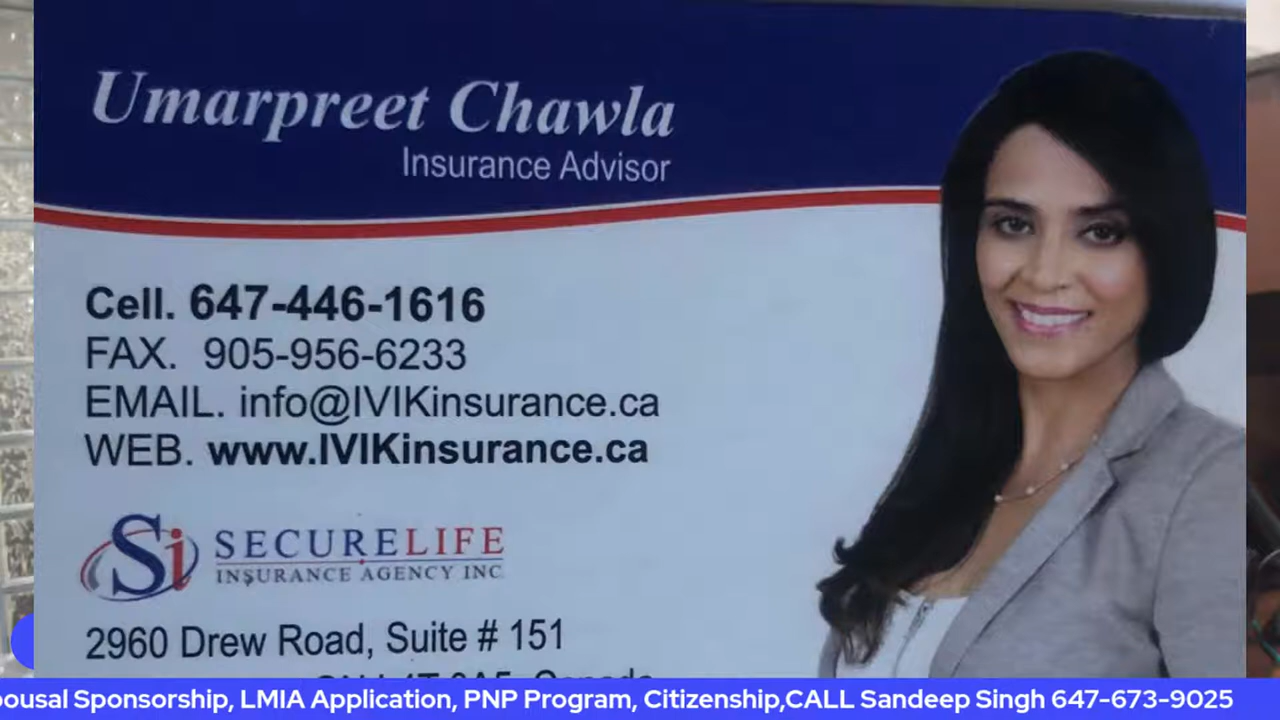 Umarpreet Chawla
Insurance Advisor
Cell. 647-446-1616
FAX. 905-956-6233
EMAIL. info@IVIKinsurance.ca
WEB. www.IVIKinsurance.ca
Si SECURELIFE
INSURANCE AGENCY INC
2960 Drew Road, Suite # 151
Canada
Sponsorship, LMIA Application, PNP Program, Citizenship,CALL Sandeep Singh 647-673-9025